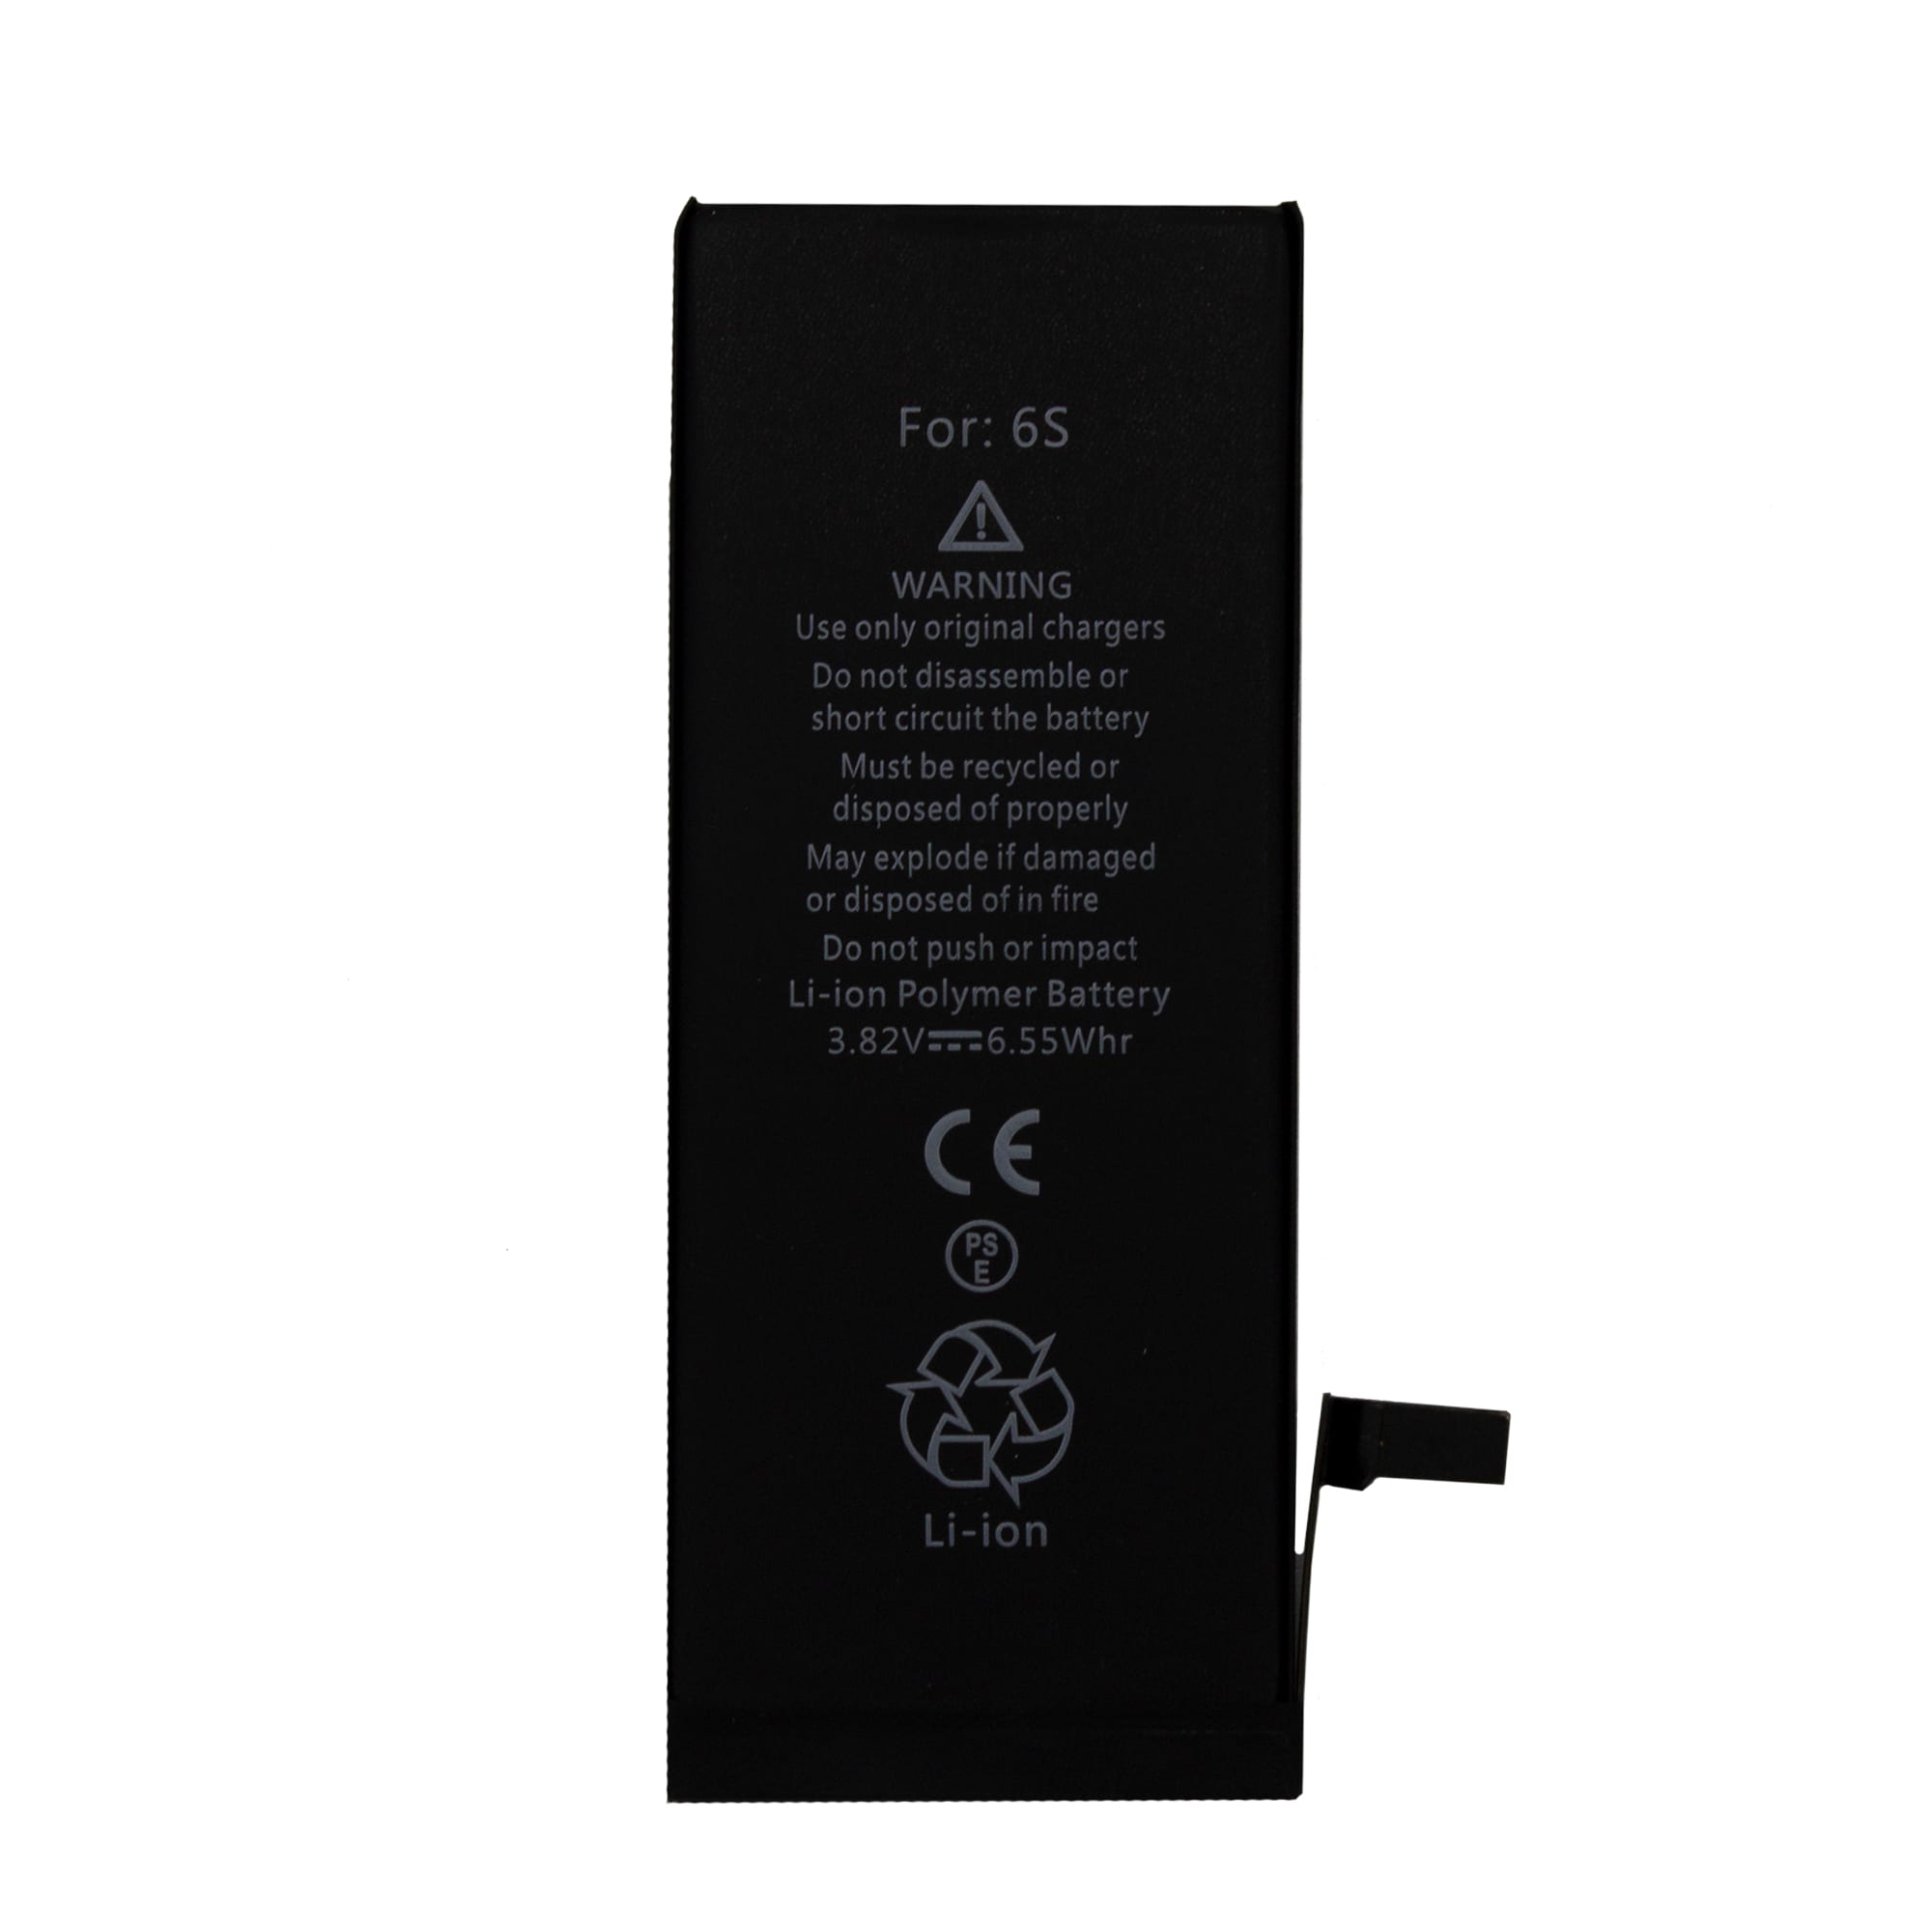 For: 6S
WARNING
Use only original chargers
Do not disassemble or
short circuit the battery
Must be recycled or
disposed of properly
May explode if damaged
or disposed of in fire
Do not push or impact
Li-ion Polymer Battery
3.82V⎓6.55Whr
CE
PS
E
Li-ion